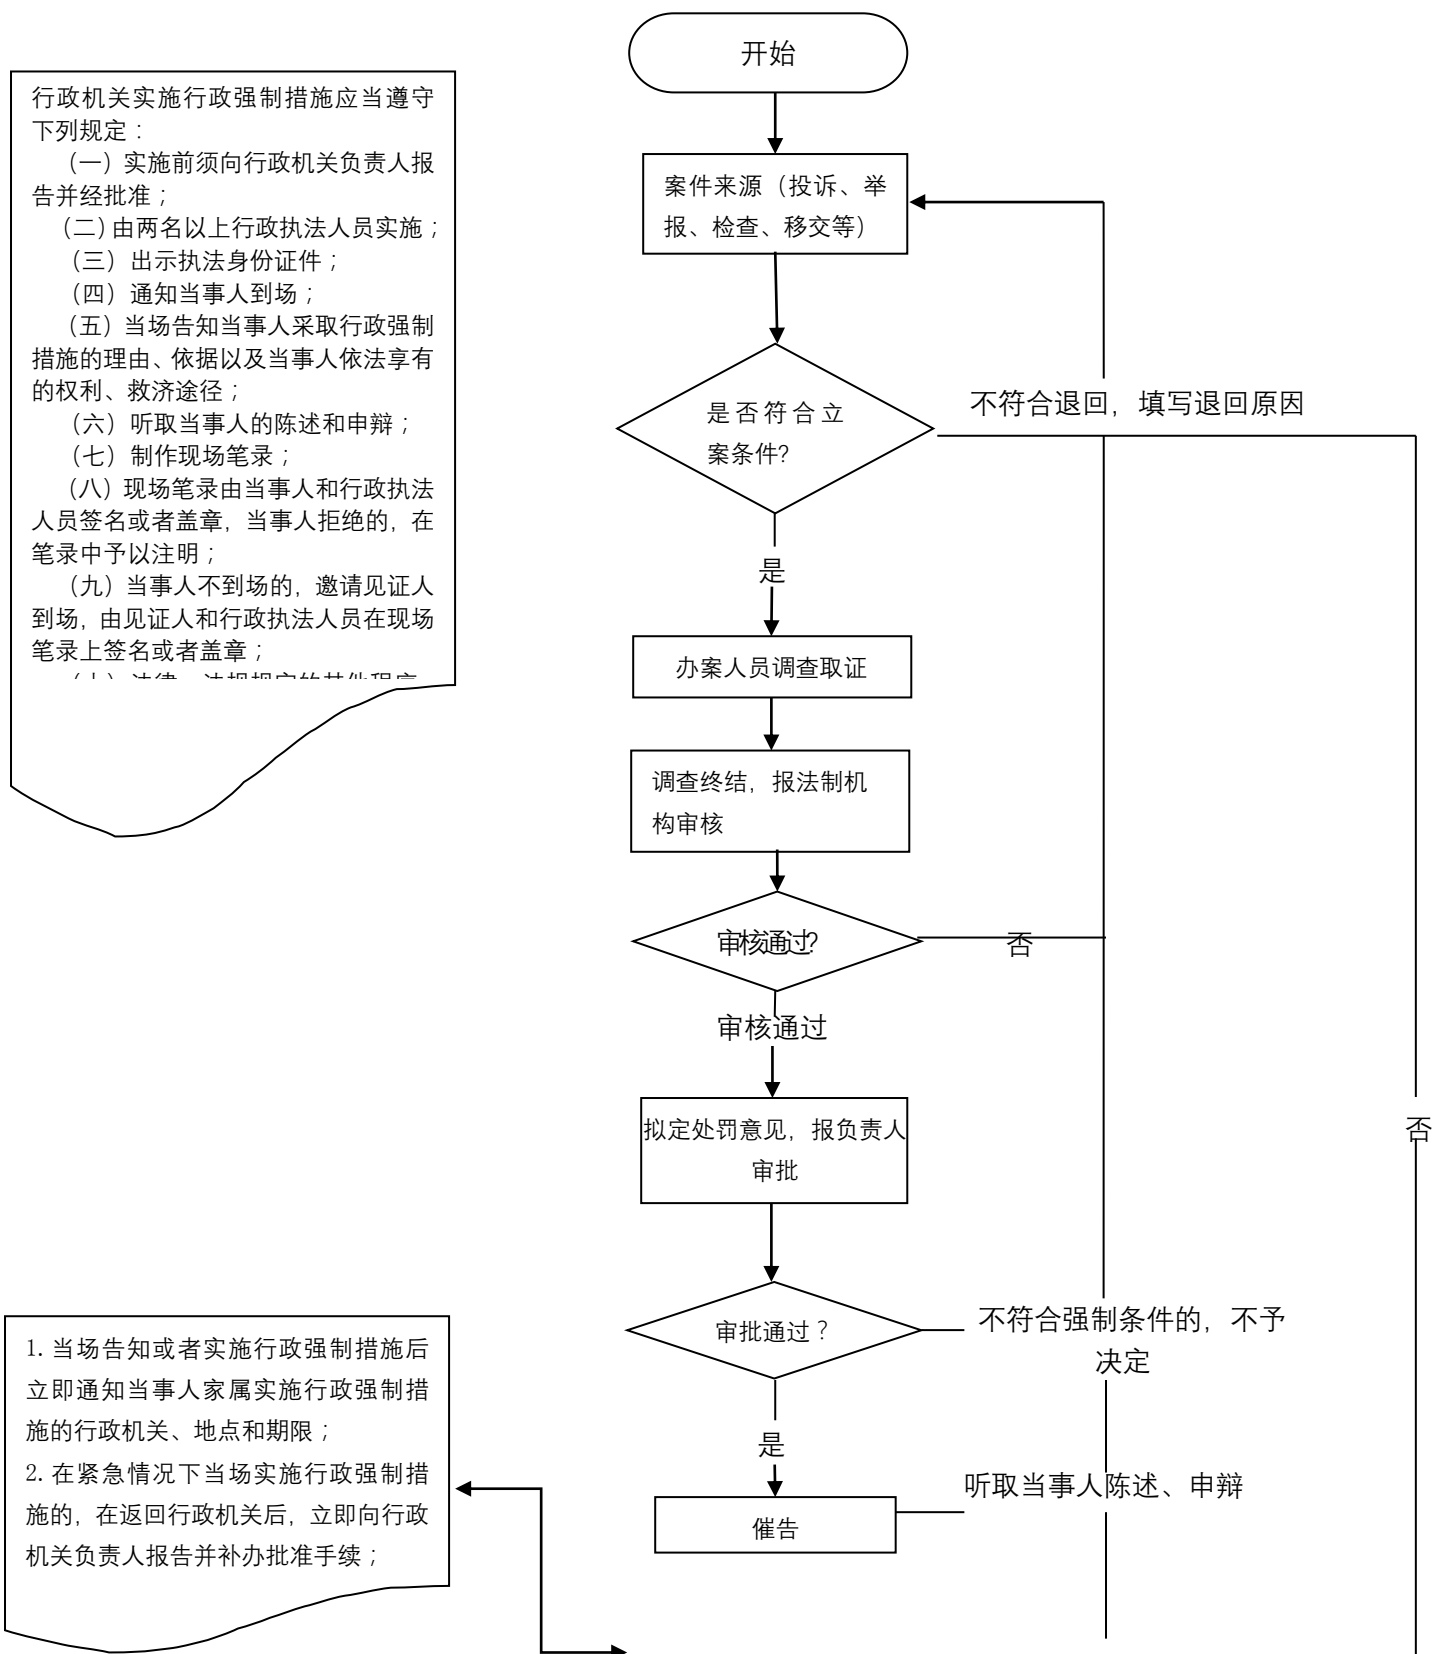 开始
行政机关实施行政强制措施应当遵守
下列规定：
（一）实施前须向行政机关负责人报
告并经批准；
（二）由两名以上行政执法人员实施；
（三）出示执法身份证件；
（四）通知当事人到场；
（五）当场告知当事人采取行政强制
措施的理由、依据以及当事人依法享有
的权利、救济途径；
（六）听取当事人的陈述和申辩；
（七）制作现场笔录；
（八）现场笔录由当事人和行政执法
人员签名或者盖章，当事人拒绝的，在
笔录中予以注明；
（九）当事人不到场的，邀请见证人
到场，由见证人和行政执法人员在现场
笔录上签名或者盖章；
案件来源（投诉、举
报、检查、移交等）
是否符合立
案条件?
不符合退回，填写退回原因
是
办案人员调查取证
调查终结，报法制机
构审核
审核通过?
否
审核通过
拟定处罚意见，报负责人
审批
否
审批通过？
不符合强制条件的，不予
决定
1. 当场告知或者实施行政强制措施后
立即通知当事人家属实施行政强制措
施的行政机关、地点和期限；
2. 在紧急情况下当场实施行政强制措
施的，在返回行政机关后，立即向行政
机关负责人报告并补办批准手续；
是
听取当事人陈述、申辩
催告